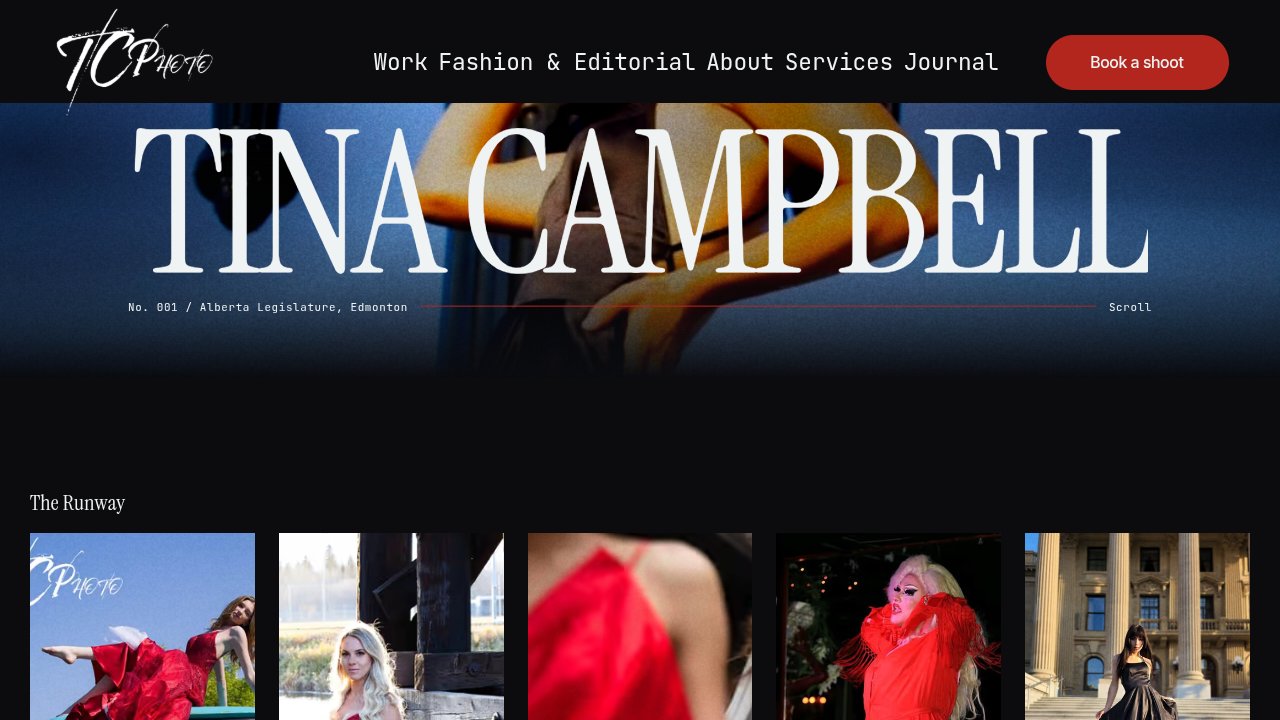 TCPHOTO
Work Fashion & Editorial About Services Journal
Book a shoot
TINA CAMPBELL
No. 001 / Alberta Legislature, Edmonton
Scroll
The Runway
CPHOTO